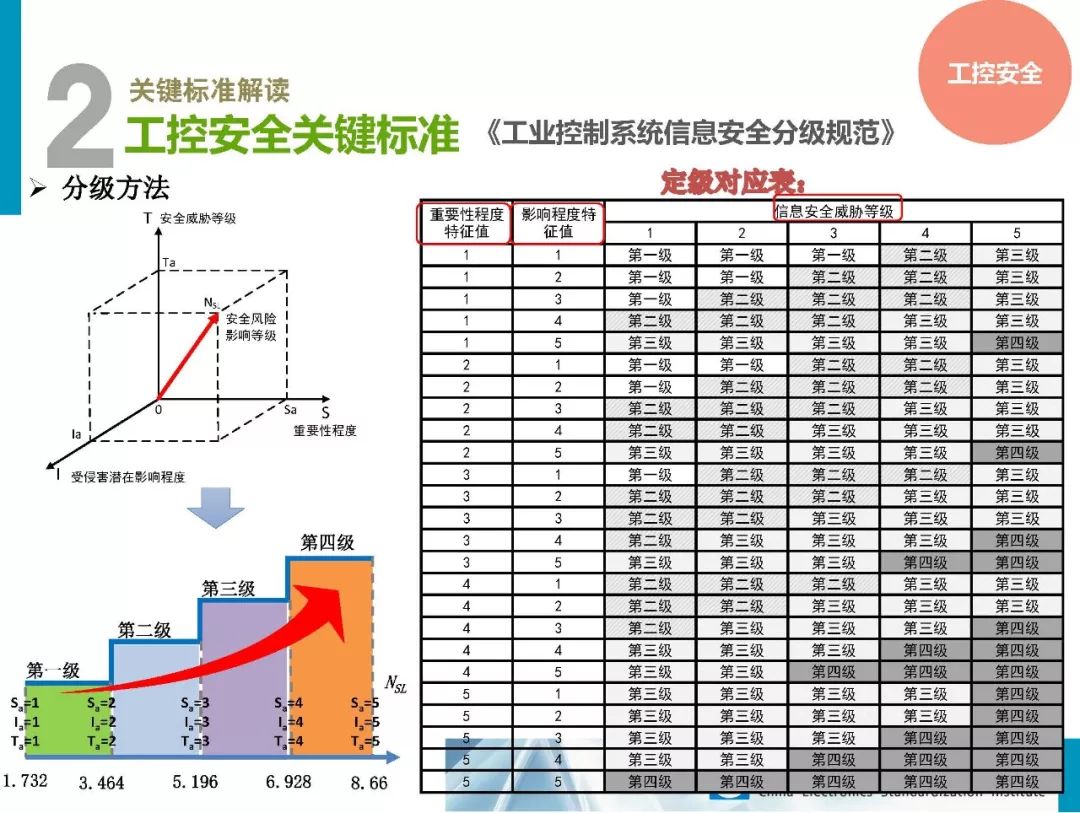 工控安全
2
关键标准解读
工控安全关键标准 《工业控制系统信息安全分级规范》
➢ 分级方法
T 安全威胁等级
Ta
N_SL
安全风险
影响等级
0
Sa
S
重要性程度
Ia
I 受侵害潜在影响程度
第四级
第三级
第二级
第一级
N_SL
S_a=1 S_a=2 S_a=3 S_a=4 S_a=5
I_a=1 I_a=2 I_a=3 I_a=4 I_a=5
T_a=1 T_a=2 T_a=3 T_a=4 T_a=5
1.732 3.464 5.196 6.928 8.66
定级对应表：
重要性程度特征值 影响程度特征值 信息安全威胁等级
1 2 3 4 5
1 1 第一级 第一级 第一级 第二级 第三级
1 2 第一级 第一级 第二级 第二级 第三级
1 3 第一级 第二级 第二级 第二级 第三级
1 4 第二级 第二级 第二级 第三级 第三级
1 5 第三级 第三级 第三级 第三级 第四级
2 1 第一级 第一级 第二级 第二级 第三级
2 2 第一级 第二级 第二级 第二级 第三级
2 3 第二级 第二级 第二级 第三级 第三级
2 4 第二级 第二级 第三级 第三级 第三级
2 5 第三级 第三级 第三级 第三级 第四级
3 1 第一级 第二级 第二级 第二级 第三级
3 2 第二级 第二级 第二级 第三级 第三级
3 3 第二级 第二级 第三级 第三级 第三级
3 4 第二级 第三级 第三级 第三级 第四级
3 5 第三级 第三级 第三级 第四级 第四级
4 1 第二级 第二级 第二级 第三级 第三级
4 2 第二级 第二级 第三级 第三级 第三级
4 3 第二级 第三级 第三级 第三级 第四级
4 4 第三级 第三级 第三级 第四级 第四级
4 5 第三级 第三级 第四级 第四级 第四级
5 1 第三级 第三级 第三级 第三级 第四级
5 2 第三级 第三级 第三级 第三级 第四级
5 3 第三级 第三级 第三级 第四级 第四级
5 4 第三级 第三级 第四级 第四级 第四级
5 5 第四级 第四级 第四级 第四级 第四级
China Electronics Standardization Institute